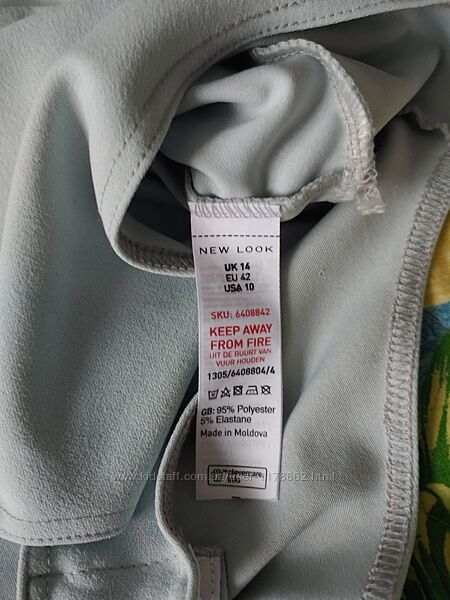 NEW LOOK
UK 14
EU 42
USA 10
SKU: 6408842
KEEP AWAY
FROM FIRE
UIT DE BUURT VAN
VUUR HOUDEN
1305/6408804/4
GB: 95% Polyester
5% Elastane
Made in Moldova